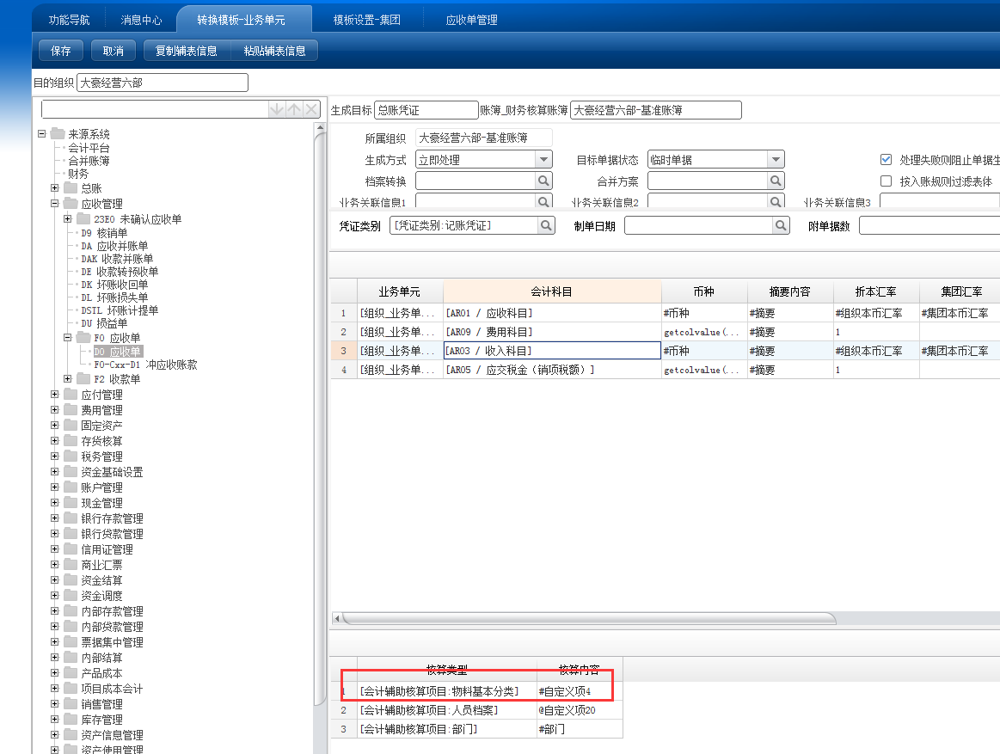 功能导航 消息中心 转换模板-业务单元 模板设置-集团 应收单管理
保存 取消 复制辅表信息 粘贴辅表信息
目的组织 大豪经营六部
生成目标 总账凭证 账簿_财务核算账簿 大豪经营六部-基准账簿
所属组织 大豪经营六部-基准账簿
生成方式 立即处理 目标单据状态 临时单据 处理失败则阻止单据生
档案转换 合并方案 按入账规则过滤表体
业务关联信息1 业务关联信息2 业务关联信息3
凭证类别 [凭证类别:记账凭证] 制单日期 附单据数
来源系统
会计平台
合并账簿
财务
总账
应收管理
23E0 未确认应收单
D9 核销单
DA 应收并账单
DAK 收款并账单
DE 收款转预收单
DK 坏账收回单
DL 坏账损失单
DSTL 坏账计提单
DU 损益单
F0 应收单
D0 应收单
F0-Cxx-D1 冲应收账款
F2 收款单
应付管理
费用管理
固定资产
存货核算
税务管理
资金基础设置
账户管理
现金管理
银行存款管理
银行贷款管理
信用证管理
商业汇票
资金结算
资金调度
内部存款管理
内部贷款管理
票据集中管理
内部结算
产品成本
项目成本会计
销售管理
库存管理
资产信息管理
资产使用管理
业务单元 会计科目 币种 摘要内容 折本汇率 集团汇率
1 [组织_业务单... [AR01 / 应收科目] #币种 #摘要 #组织本币汇率 #集团本币汇率
2 [组织_业务单... [AR09 / 费用科目] getcolvalue(... #摘要 1
3 [组织_业务单... [AR03 / 收入科目] #币种 #摘要 #组织本币汇率 #集团本币汇率
4 [组织_业务单... [AR05 / 应交税金（销项税额）] getcolvalue(... #摘要 1
核算类型 核算内容
1 [会计辅助核算项目:物料基本分类] #自定义项4
2 [会计辅助核算项目:人员档案] @自定义项20
3 [会计辅助核算项目:部门] #部门